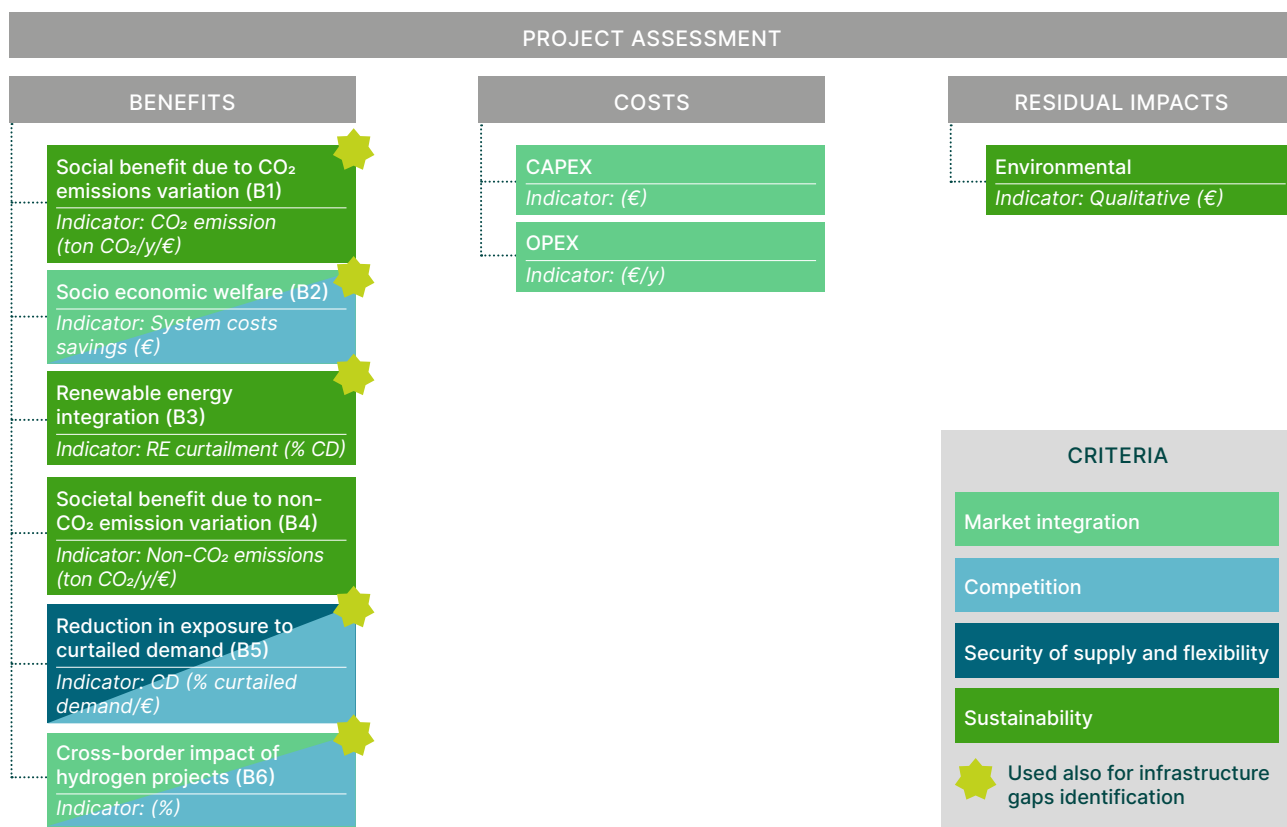 PROJECT ASSESSMENT
BENEFITS
Social benefit due to CO₂
emissions variation (B1)
Indicator: CO₂ emission
(ton CO₂/y/€)
Socio economic welfare (B2)
Indicator: System costs
savings (€)
Renewable energy
integration (B3)
Indicator: RE curtailment (% CD)
Societal benefit due to non-
CO₂ emission variation (B4)
Indicator: Non-CO₂ emissions
(ton CO₂/y/€)
Reduction in exposure to
curtailed demand (B5)
Indicator: CD (% curtailed
demand/€)
Cross-border impact of
hydrogen projects (B6)
Indicator: (%)
COSTS
CAPEX
Indicator: (€)
OPEX
Indicator: (€/y)
RESIDUAL IMPACTS
Environmental
Indicator: Qualitative (€)
CRITERIA
Market integration
Competition
Security of supply and flexibility
Sustainability
Used also for infrastructure
gaps identification